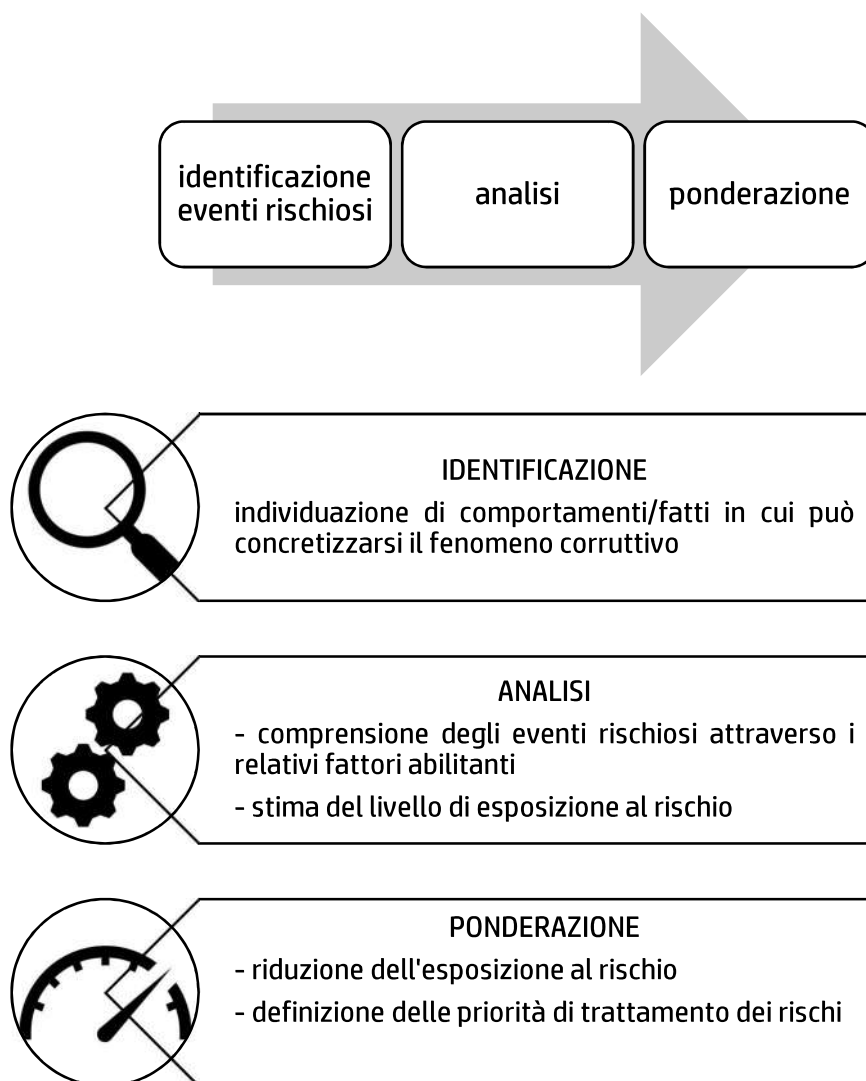 identificazione
eventi rischiosi
analisi
ponderazione
IDENTIFICAZIONE
individuazione di comportamenti/fatti in cui può
concretizzarsi il fenomeno corruttivo
ANALISI
- comprensione degli eventi rischiosi attraverso i
relativi fattori abilitanti
- stima del livello di esposizione al rischio
PONDERAZIONE
- riduzione dell'esposizione al rischio
- definizione delle priorità di trattamento dei rischi